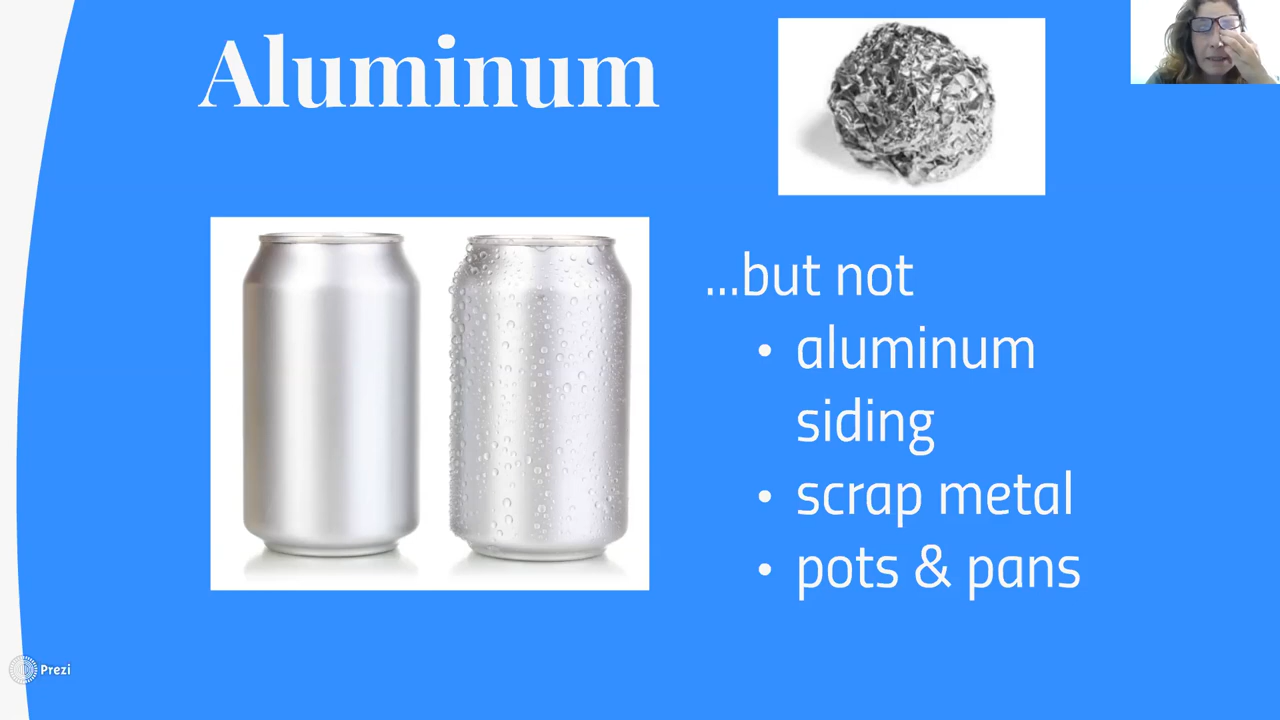 Aluminum
...but not
• aluminum
siding
• scrap metal
• pots & pans
Prezi